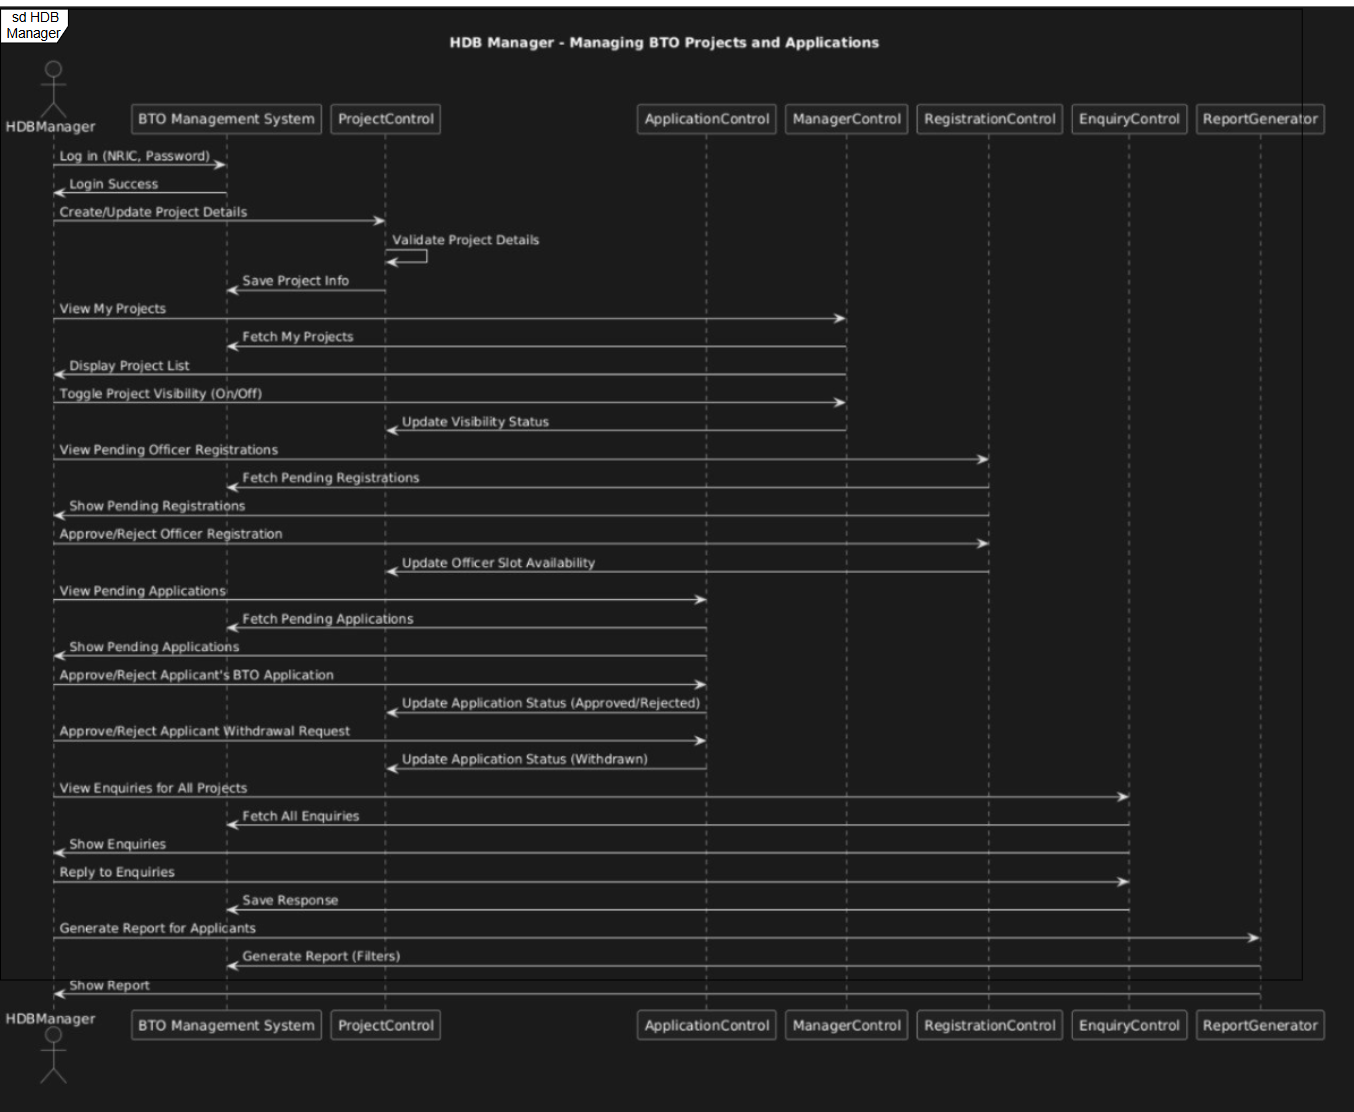 sd HDB
Manager
HDB Manager - Managing BTO Projects and Applications
HDBManager
BTO Management System
ProjectControl
ApplicationControl
ManagerControl
RegistrationControl
EnquiryControl
ReportGenerator
Log in (NRIC, Password)
Login Success
Create/Update Project Details
Validate Project Details
Save Project Info
View My Projects
Fetch My Projects
Display Project List
Toggle Project Visibility (On/Off)
Update Visibility Status
View Pending Officer Registrations
Fetch Pending Registrations
Show Pending Registrations
Approve/Reject Officer Registration
Update Officer Slot Availability
View Pending Applications
Fetch Pending Applications
Show Pending Applications
Approve/Reject Applicant's BTO Application
Update Application Status (Approved/Rejected)
Approve/Reject Applicant Withdrawal Request
Update Application Status (Withdrawn)
View Enquiries for All Projects
Fetch All Enquiries
Show Enquiries
Reply to Enquiries
Save Response
Generate Report for Applicants
Generate Report (Filters)
Show Report
HDBManager
BTO Management System
ProjectControl
ApplicationControl
ManagerControl
RegistrationControl
EnquiryControl
ReportGenerator